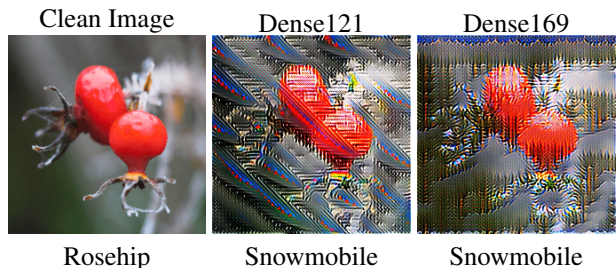 Clean Image Dense121 Dense169
Rosehip Snowmobile Snowmobile